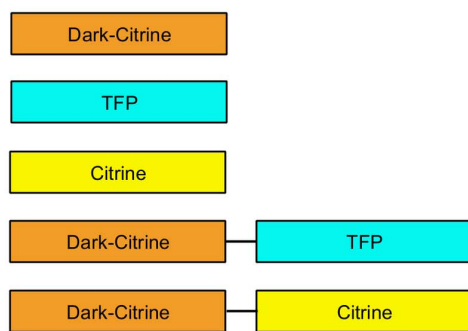 Dark-Citrine
TFP
Citrine
Dark-Citrine TFP
Dark-Citrine Citrine